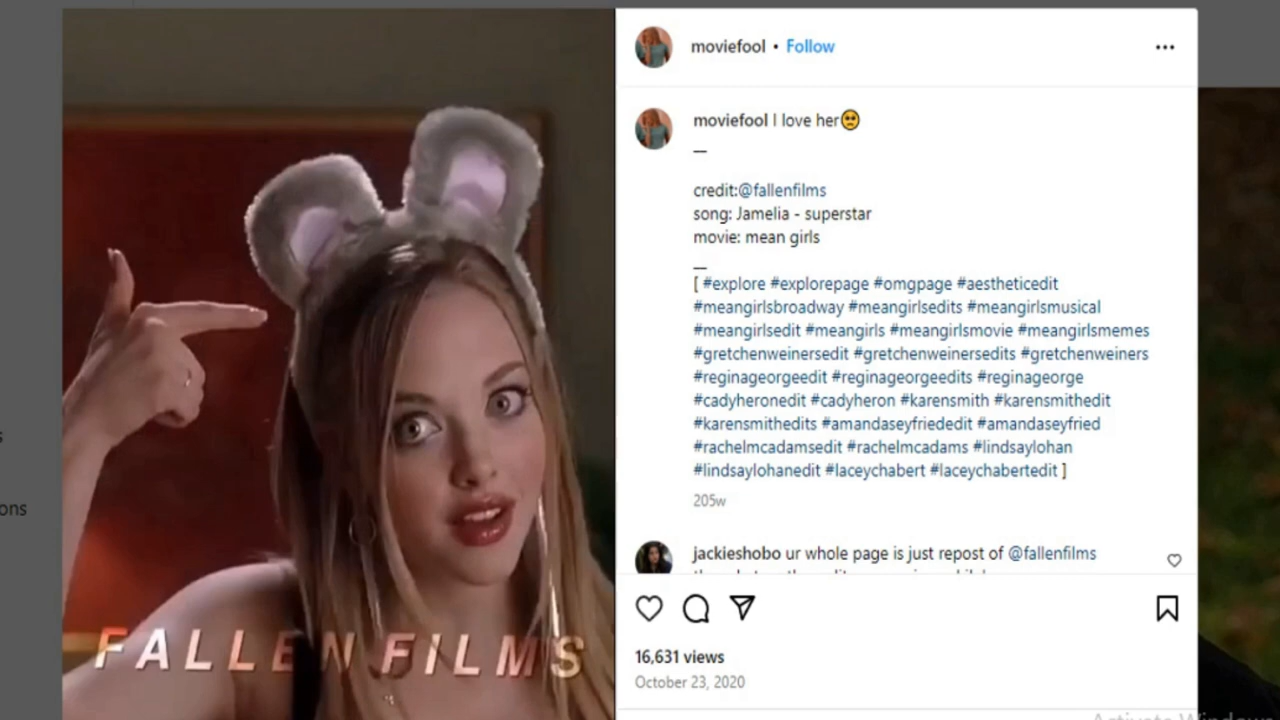 moviefool • Follow
moviefool I love her🥺
—
credit:@fallenfilms
song: Jamelia - superstar
movie: mean girls
—
[ #explore #explorepage #omgpage #aestheticedit
#meangirlsbroadway #meangirlsedits #meangirlsmusical
#meangirlsedit #meangirls #meangirlsmovie #meangirlsmemes
#gretchenweinersedit #gretchenweinersedits #gretchenweiners
#reginageorgeedit #reginageorgeedits #reginageorge
#cadyheronedit #cadyheron #karensmith #karensmithedit
#karensmithedits #amandaseyfriededit #amandaseyfried
#rachelmcadamsedit #rachelmcadams #lindsaylohan
#lindsaylohanedit #laceychabert #laceychabertedit ]
205w
jackieshobo ur whole page is just repost of @fallenfilms
16,631 views
October 23, 2020
FALLEN FILMS
ons
Activate Windows